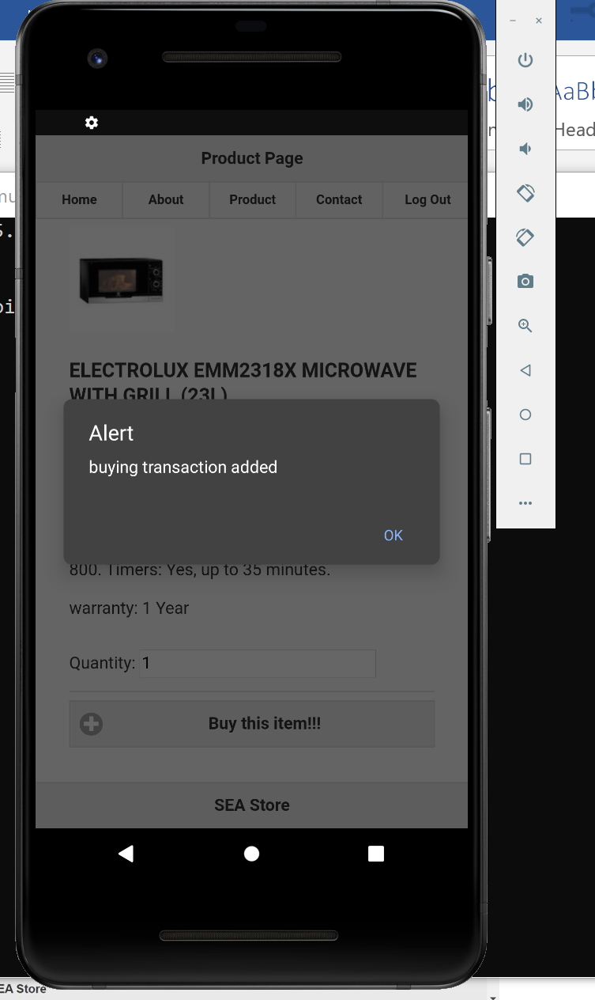 AaBb
Head
Product Page
Home About Product Contact Log Out
ELECTROLUX EMM2318X MICROWAVE
WITH GRILL (23L)
Alert
buying transaction added
OK
800. Timers: Yes, up to 35 minutes.
warranty: 1 Year
Quantity: 1
Buy this item!!!
SEA Store
EA Store